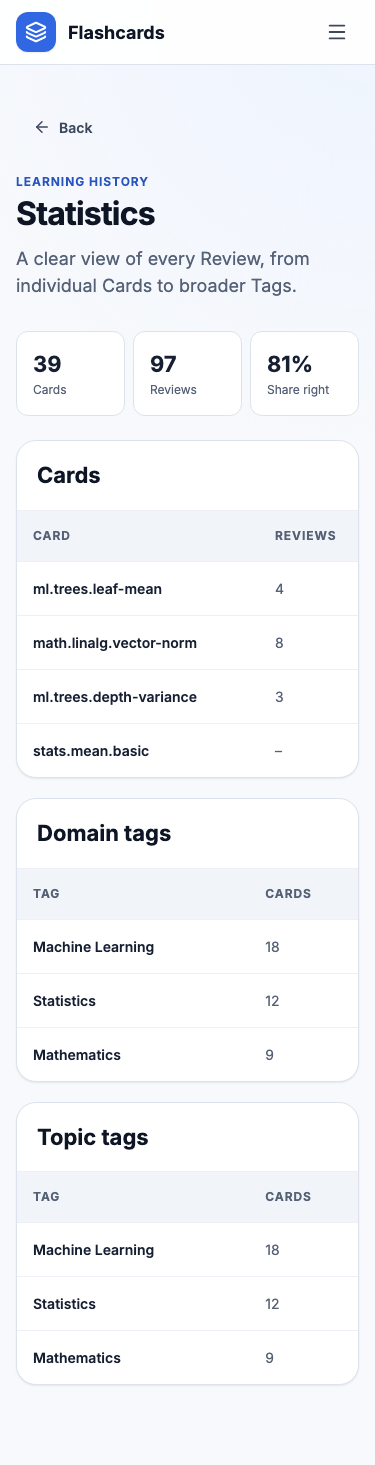 Flashcards
Back
LEARNING HISTORY
Statistics
A clear view of every Review, from
individual Cards to broader Tags.
39
Cards
97
Reviews
81%
Share right
Cards
CARD REVIEWS
ml.trees.leaf-mean 4
math.linalg.vector-norm 8
ml.trees.depth-variance 3
stats.mean.basic –
Domain tags
TAG CARDS
Machine Learning 18
Statistics 12
Mathematics 9
Topic tags
TAG CARDS
Machine Learning 18
Statistics 12
Mathematics 9